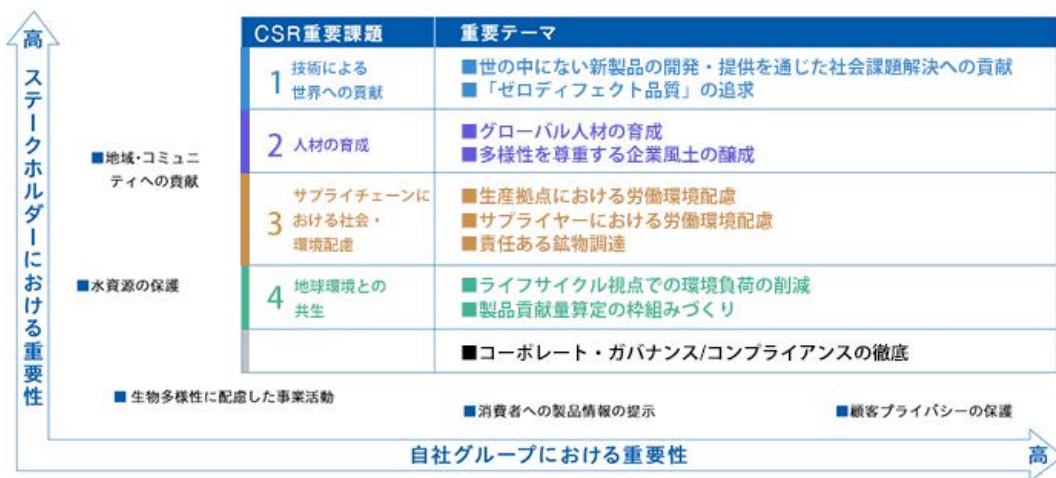 高
ステークホルダーにおける重要性
CSR重要課題
重要テーマ
1 技術による
世界への貢献
■世の中にない新製品の開発・提供を通じた社会課題解決への貢献
■「ゼロディフェクト品質」の追求
2 人材の育成
■グローバル人材の育成
■多様性を尊重する企業風土の醸成
■地域・コミュニ
ティへの貢献
3 サプライチェーンに
おける社会・
環境配慮
■生産拠点における労働環境配慮
■サプライヤーにおける労働環境配慮
■責任ある鉱物調達
■水資源の保護
4 地球環境との
共生
■ライフサイクル視点での環境負荷の削減
■製品貢献量算定の枠組みづくり
■コーポレート・ガバナンス/コンプライアンスの徹底
■生物多様性に配慮した事業活動
■消費者への製品情報の提示
■顧客プライバシーの保護
自社グループにおける重要性
高